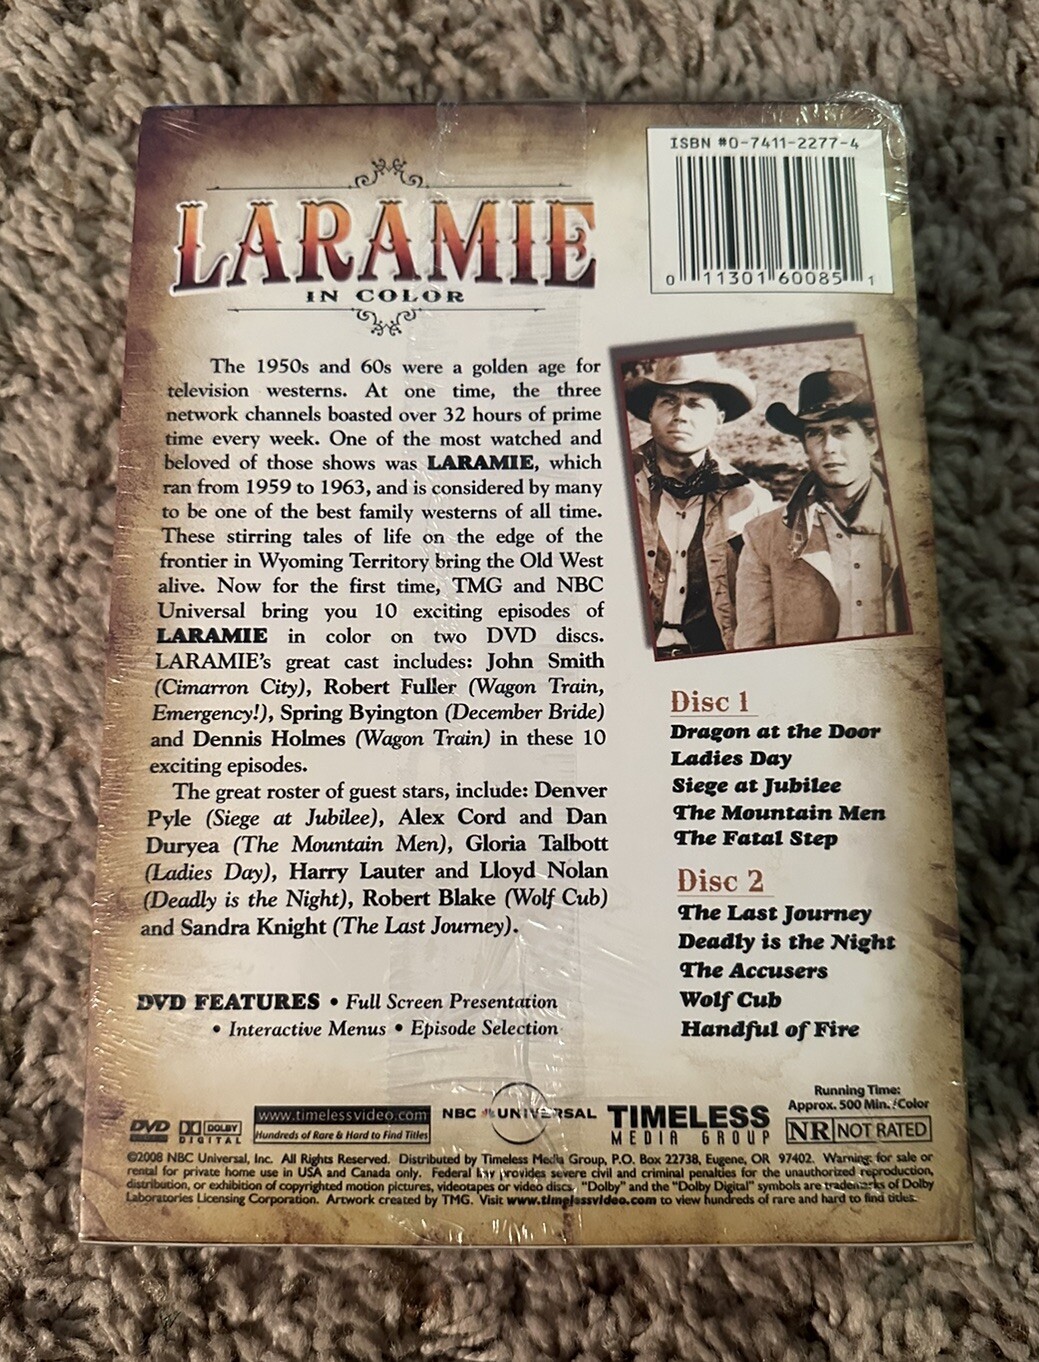 ISBN #0-7411-2277-4
0 11301 60085 1
LARAMIE
IN COLOR
The 1950s and 60s were a golden age for
television westerns. At one time, the three
network channels boasted over 32 hours of prime
time every week. One of the most watched and
beloved of those shows was LARAMIE, which
ran from 1959 to 1963, and is considered by many
to be one of the best family westerns of all time.
These stirring tales of life on the edge of the
frontier in Wyoming Territory bring the Old West
alive. Now for the first time, TMG and NBC
Universal bring you 10 exciting episodes of
LARAMIE in color on two DVD discs.
LARAMIE's great cast includes: John Smith
(Cimarron City), Robert Fuller (Wagon Train,
Emergency!), Spring Byington (December Bride)
and Dennis Holmes (Wagon Train) in these 10
exciting episodes.
The great roster of guest stars, include: Denver
Pyle (Siege at Jubilee), Alex Cord and Dan
Duryea (The Mountain Men), Gloria Talbott
(Ladies Day), Harry Lauter and Lloyd Nolan
(Deadly is the Night), Robert Blake (Wolf Cub)
and Sandra Knight (The Last Journey).
DVD FEATURES • Full Screen Presentation
• Interactive Menus • Episode Selection
Disc 1
Dragon at the Door
Ladies Day
Siege at Jubilee
The Mountain Men
The Fatal Step
Disc 2
The Last Journey
Deadly is the Night
The Accusers
Wolf Cub
Handful of Fire
Running Time:
Approx. 500 Min./Color
DVD
DOLBY
DIGITAL
www.timelessvideo.com
Hundreds of Rare & Hard to Find Titles
NBC UNIVERSAL
TIMELESS
MEDIA GROUP
NR NOT RATED
©2008 NBC Universal, Inc. All Rights Reserved. Distributed by Timeless Media Group, P.O. Box 22738, Eugene, OR 97402. Warning: for sale or
rental for private home use in USA and Canada only. Federal law provides severe civil and criminal penalties for the unauthorized reproduction,
distribution, or exhibition of copyrighted motion pictures, videotapes or video discs. "Dolby" and the "Dolby Digital" symbols are trademarks of Dolby
Laboratories Licensing Corporation. Artwork created by TMG. Visit www.timelessvideo.com to view hundreds of rare and hard to find titles.